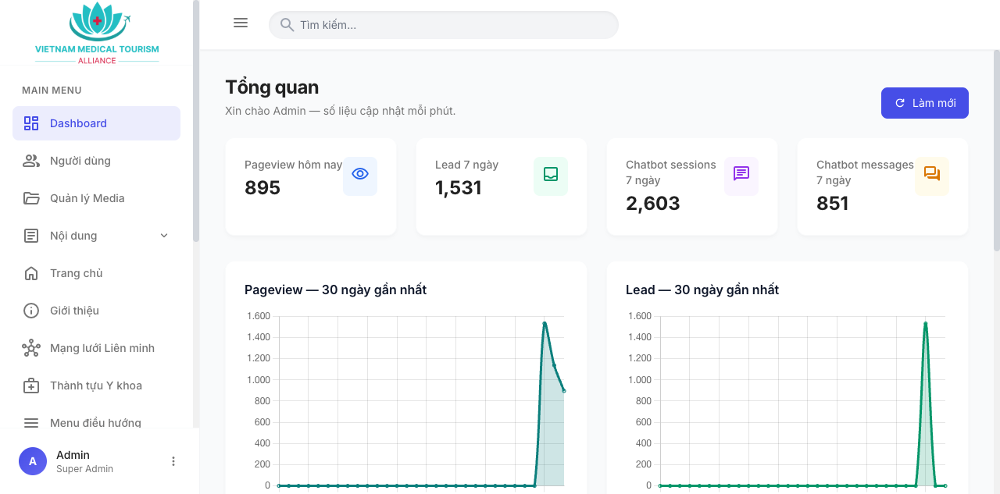 VIETNAM MEDICAL TOURISM
ALLIANCE
MAIN MENU
Dashboard
Người dùng
Quản lý Media
Nội dung
Trang chủ
Giới thiệu
Mạng lưới Liên minh
Thành tựu Y khoa
Menu điều hướng
A
Admin
Super Admin
Tìm kiếm...
Tổng quan
Xin chào Admin — số liệu cập nhật mỗi phút.
Làm mới
Pageview hôm nay
895
Lead 7 ngày
1,531
Chatbot sessions
7 ngày
2,603
Chatbot messages
7 ngày
851
Pageview — 30 ngày gần nhất
1.600
1.400
1.200
1.000
800
600
400
200
0
Lead — 30 ngày gần nhất
1.600
1.400
1.200
1.000
800
600
400
200
0